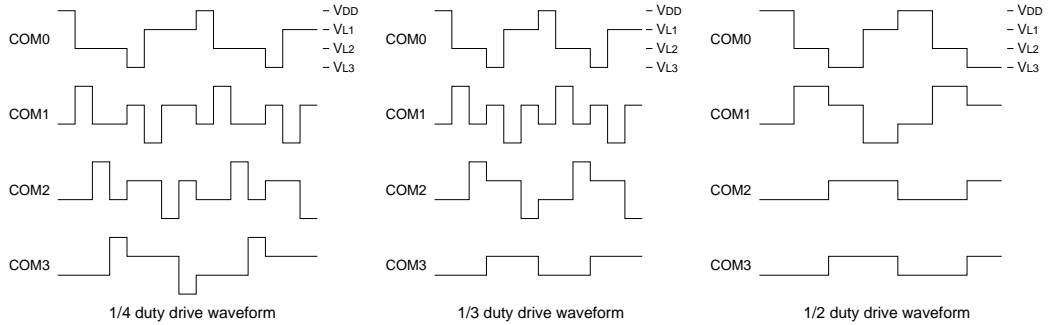 COM0
COM1
COM2
COM3
– VDD
– VL1
– VL2
– VL3
1/4 duty drive waveform
COM0
COM1
COM2
COM3
– VDD
– VL1
– VL2
– VL3
1/3 duty drive waveform
COM0
COM1
COM2
COM3
– VDD
– VL1
– VL2
– VL3
1/2 duty drive waveform